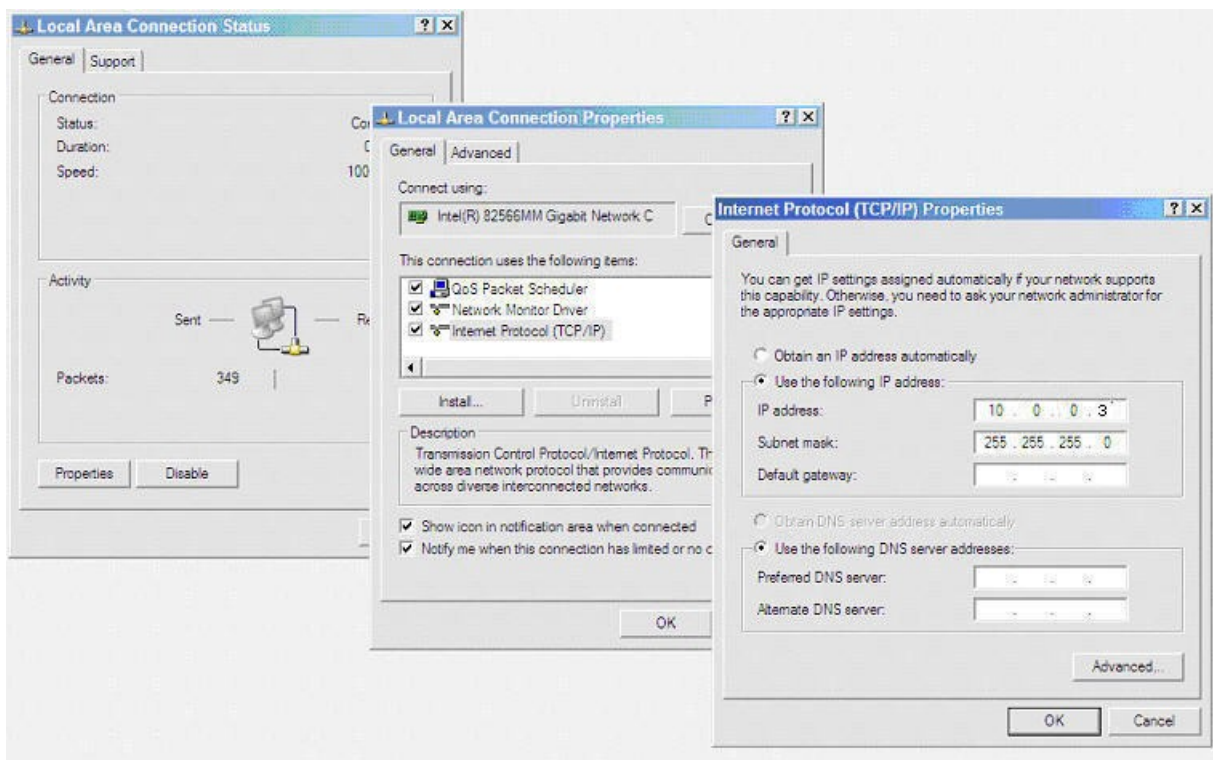 Local Area Connection Status
General
Support
Connection
Status:
Duration:
Speed:
100
Activity
Sent
Packets:
349
Properties
Disable
Local Area Connection Properties
General
Advanced
Connect using:
Intel(R) 82566MM Gigabit Network C
This connection uses the following items:
QoS Packet Scheduler
Network Monitor Driver
Internet Protocol (TCP/IP)
Install...
Uninstall
Description
Transmission Control Protocol/Internet Protocol. Th
wide area network protocol that provides communic
across diverse interconnected networks.
Show icon in notification area when connected
Notify me when this connection has limited or no c
OK
Internet Protocol (TCP/IP) Properties
General
You can get IP settings assigned automatically if your network supports
this capability. Otherwise, you need to ask your network administrator for
the appropriate IP settings.
Obtain an IP address automatically
Use the following IP address:
IP address: 10 . 0 . 0 . 3
Subnet mask: 255 . 255 . 255 . 0
Default gateway: . . .
Obtain DNS server address automatically
Use the following DNS server addresses:
Preferred DNS server: . . .
Alternate DNS server: . . .
Advanced...
OK
Cancel